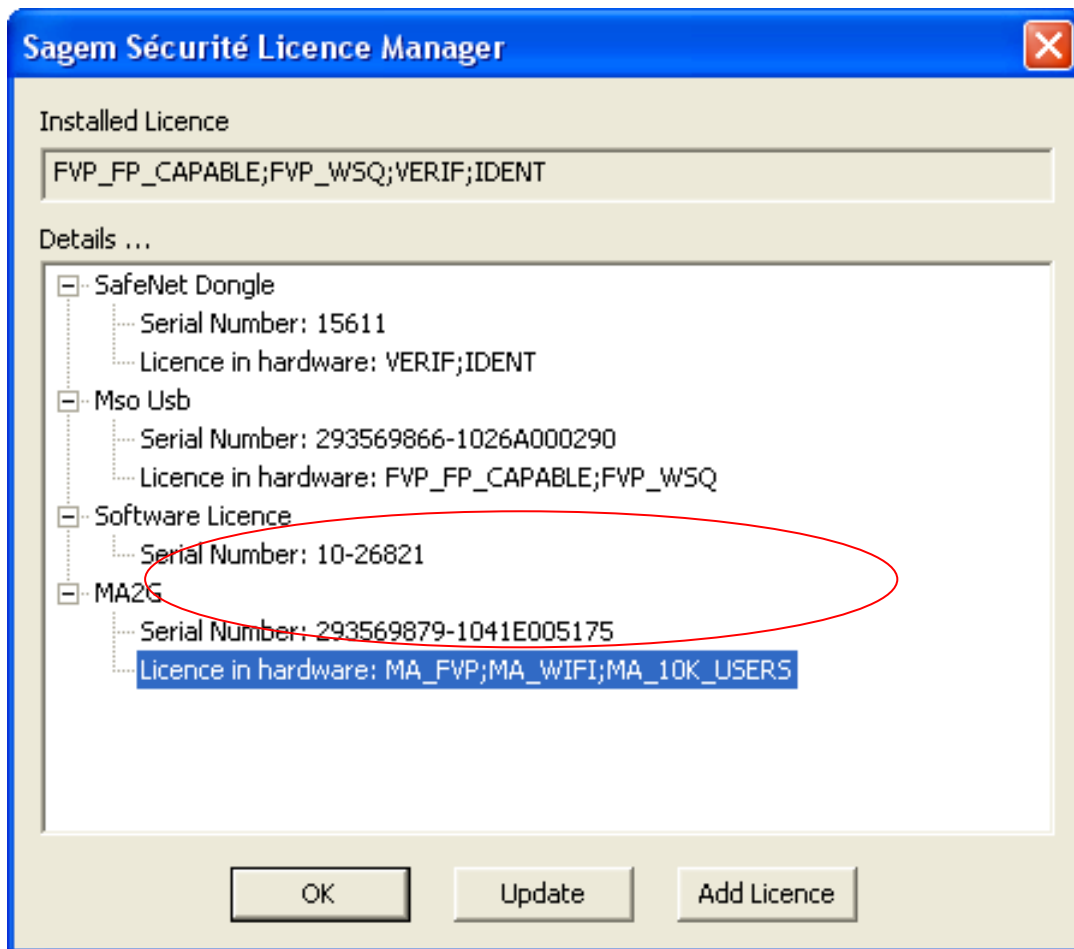 Sagem Sécurité Licence Manager
Installed Licence
FVP_FP_CAPABLE;FVP_WSQ;VERIF;IDENT
Details ...
SafeNet Dongle
Serial Number: 15611
Licence in hardware: VERIF;IDENT
Mso Usb
Serial Number: 293569866-1026A000290
Licence in hardware: FVP_FP_CAPABLE;FVP_WSQ
Software Licence
Serial Number: 10-26821
MA2G
Serial Number: 293569879-1041E005175
Licence in hardware: MA_FVP;MA_WIFI;MA_10K_USERS
OK Update Add Licence